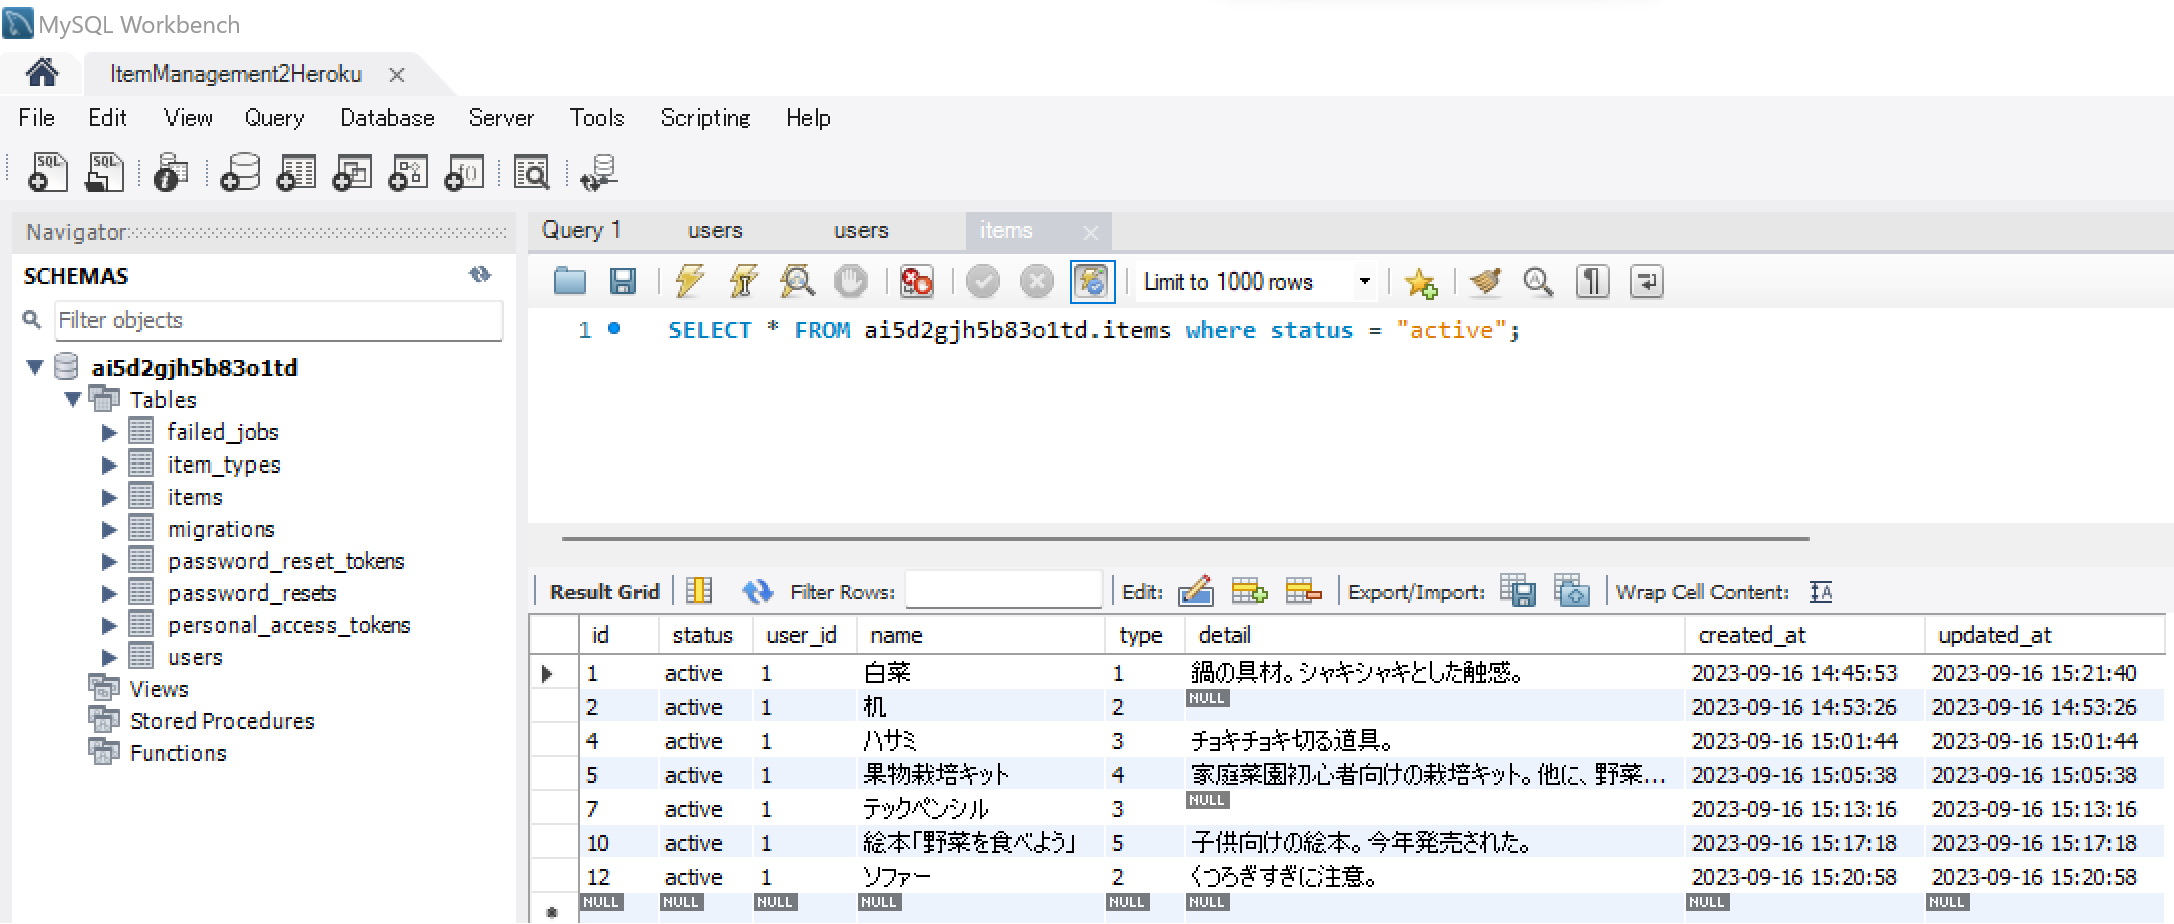 MySQL Workbench
ItemManagement2Heroku
File Edit View Query Database Server Tools Scripting Help
Navigator
SCHEMAS
Filter objects
ai5d2gjh5b83o1td
Tables
failed_jobs
item_types
items
migrations
password_reset_tokens
password_resets
personal_access_tokens
users
Views
Stored Procedures
Functions
Query 1 users users items
Limit to 1000 rows
1 SELECT * FROM ai5d2gjh5b83o1td.items where status = "active";
Result Grid Filter Rows: Edit: Export/Import: Wrap Cell Content:
id status user_id name type detail created_at updated_at
1 active 1 白菜 1 鍋の具材。シャキシャキとした触感。 2023-09-16 14:45:53 2023-09-16 15:21:40
2 active 1 机 2 NULL 2023-09-16 14:53:26 2023-09-16 14:53:26
4 active 1 ハサミ 3 チョキチョキ切る道具。 2023-09-16 15:01:44 2023-09-16 15:01:44
5 active 1 果物栽培キット 4 家庭菜園初心者向けの栽培キット。他に、野菜... 2023-09-16 15:05:38 2023-09-16 15:05:38
7 active 1 テックペンシル 3 NULL 2023-09-16 15:13:16 2023-09-16 15:13:16
10 active 1 絵本「野菜を食べよう」 5 子供向けの絵本。今年発売された。 2023-09-16 15:17:18 2023-09-16 15:17:18
12 active 1 ソファー 2 くつろぎすぎに注意。 2023-09-16 15:20:58 2023-09-16 15:20:58
NULL NULL NULL NULL NULL NULL NULL NULL